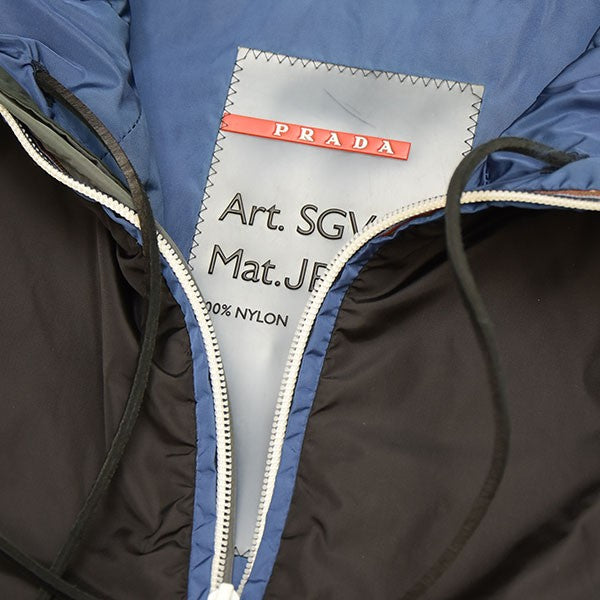 PRADA
Art. SGV
Mat.JF
00% NYLON